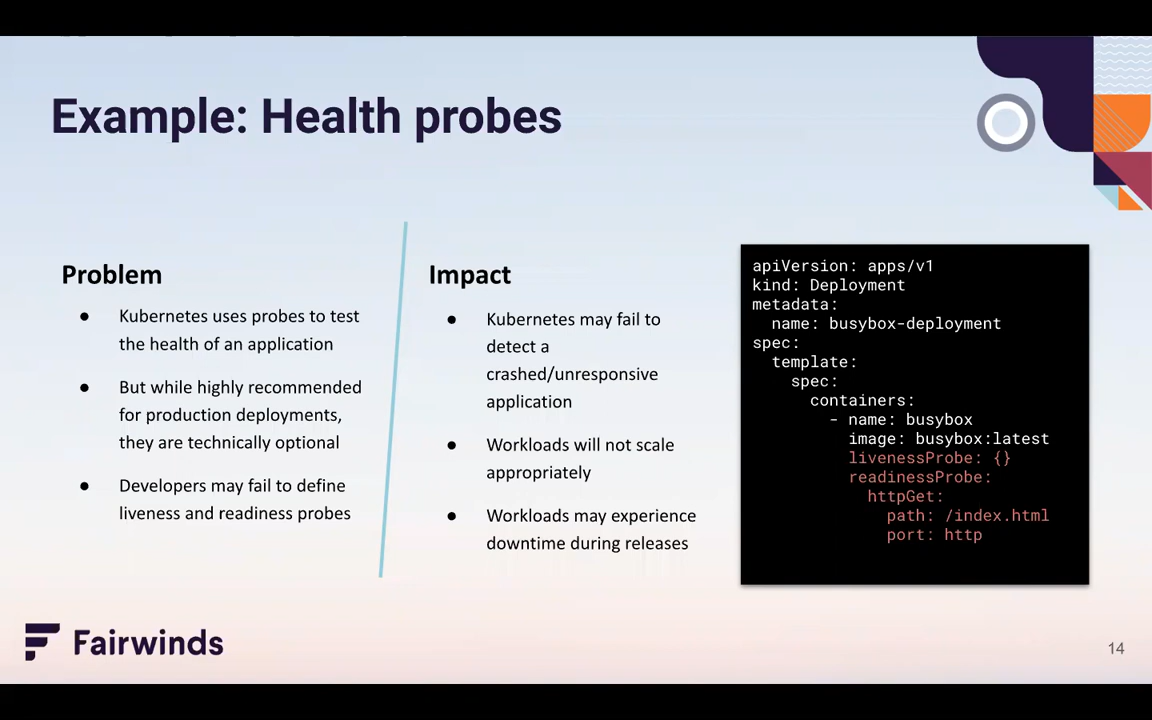 Example: Health probes
Problem
● Kubernetes uses probes to test
the health of an application
● But while highly recommended
for production deployments,
they are technically optional
● Developers may fail to define
liveness and readiness probes
Impact
● Kubernetes may fail to
detect a
crashed/unresponsive
application
● Workloads will not scale
appropriately
● Workloads may experience
downtime during releases
apiVersion: apps/v1
kind: Deployment
metadata:
  name: busybox-deployment
spec:
  template:
    spec:
      containers:
        - name: busybox
          image: busybox:latest
          livenessProbe: {}
          readinessProbe:
            httpGet:
              path: /index.html
              port: http
Fairwinds
14